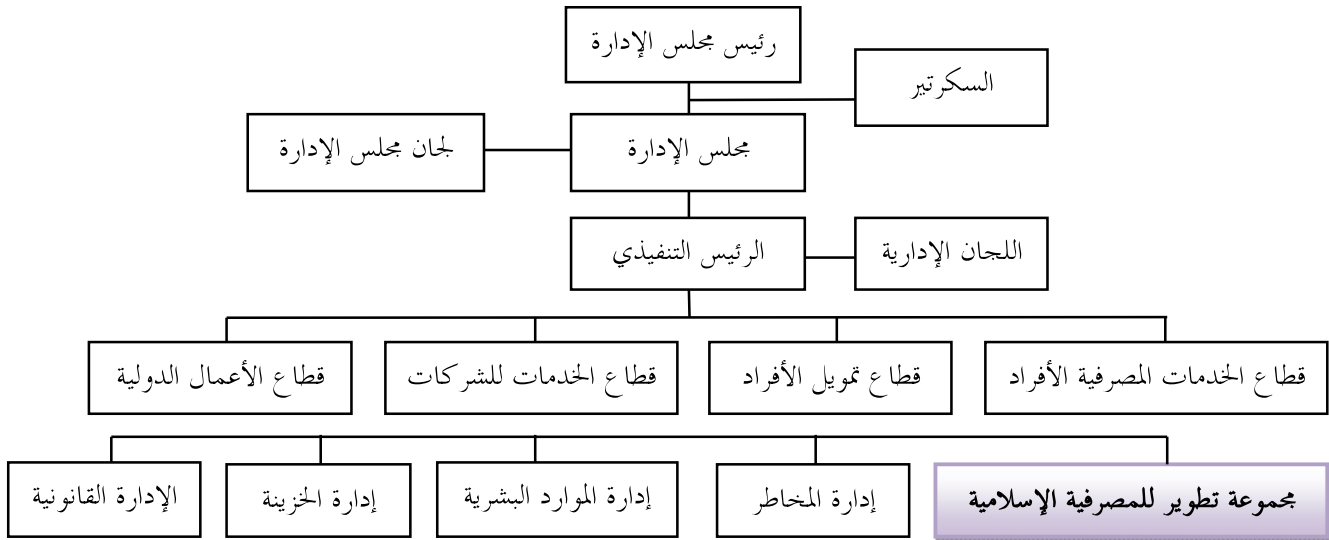 رئيس مجلس الإدارة
السكرتير
مجلس الإدارة
لجان مجلس الإدارة
اللجان الإدارية
الرئيس التنفيذي
قطاع الخدمات المصرفية الأفراد
قطاع تمويل الأفراد
قطاع الخدمات للشركات
قطاع الأعمال الدولية
مجموعة تطوير للمصرفية الإسلامية
إدارة المخاطر
إدارة الموارد البشرية
إدارة الخزينة
الإدارة القانونية